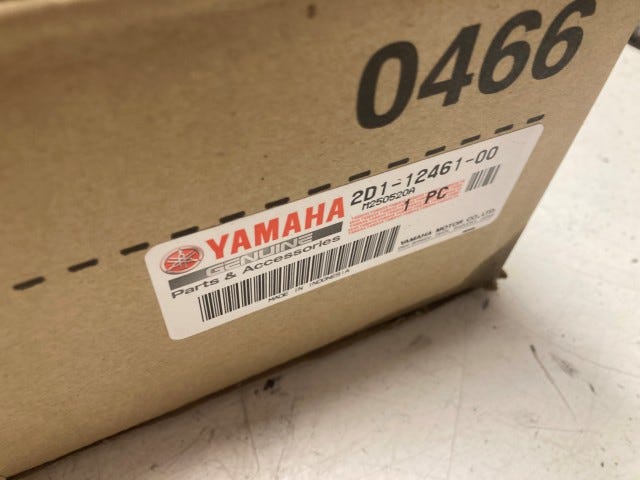 0466
2D1-12461-00
M250520A
1 PC
YAMAHA
GENUINE
Parts & Accessories
YAMAHA MOTOR CO., LTD.
MADE IN INDONESIA